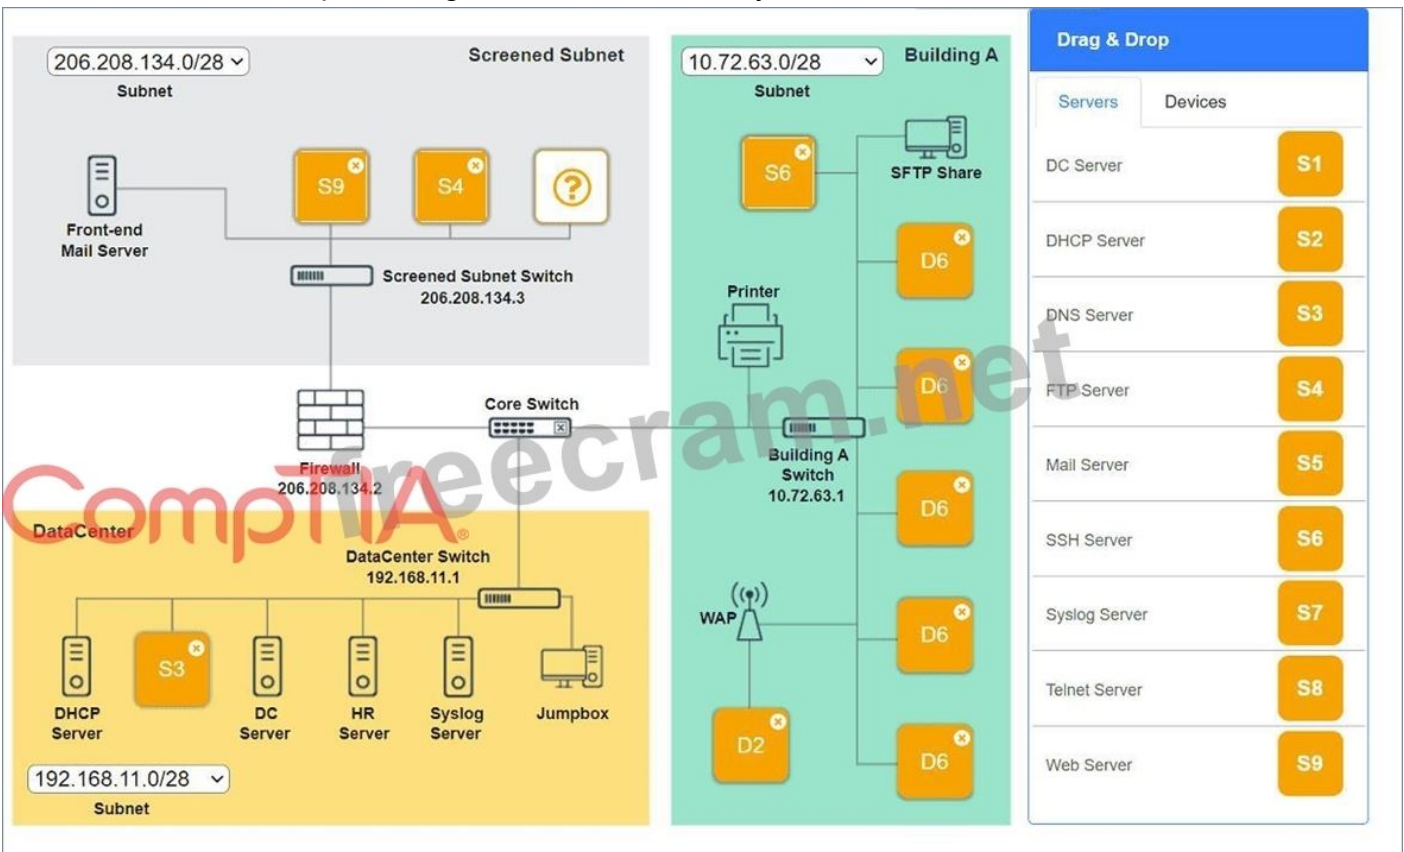 206.208.134.0/28
Subnet
Screened Subnet
Front-end
Mail Server
S9
S4
?
Screened Subnet Switch
206.208.134.3
Firewall
206.208.134.2
Core Switch
DataCenter
DataCenter Switch
192.168.11.1
DHCP
Server
S3
DC
Server
HR
Server
Syslog
Server
Jumpbox
192.168.11.0/28
Subnet
10.72.63.0/28
Subnet
Building A
S6
SFTP Share
D6
Printer
D6
Building A
Switch
10.72.63.1
D6
WAP
D6
D2
D6
Drag & Drop
Servers Devices
DC Server S1
DHCP Server S2
DNS Server S3
FTP Server S4
Mail Server S5
SSH Server S6
Syslog Server S7
Telnet Server S8
Web Server S9
CompTIA®
freecram.net